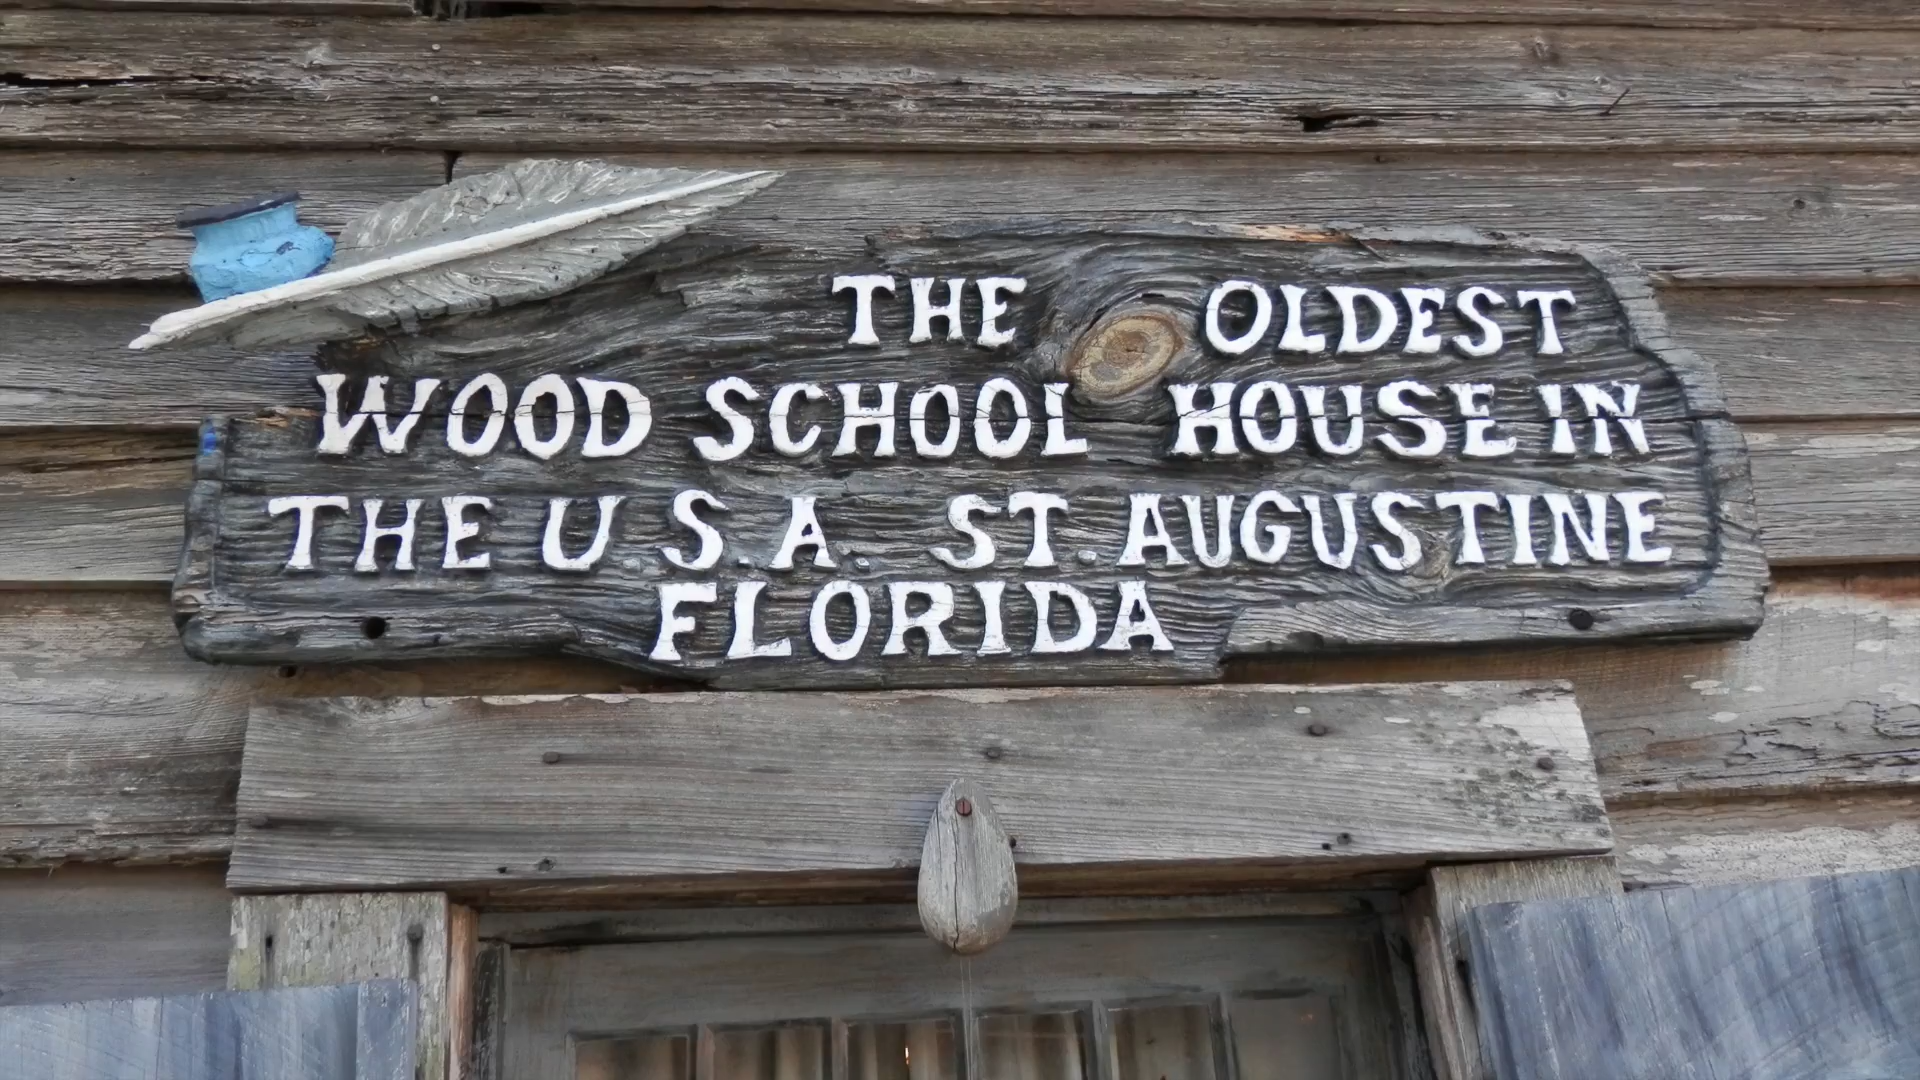 THE OLDEST
WOOD SCHOOL HOUSE IN
THE U.S.A. ST. AUGUSTINE
FLORIDA